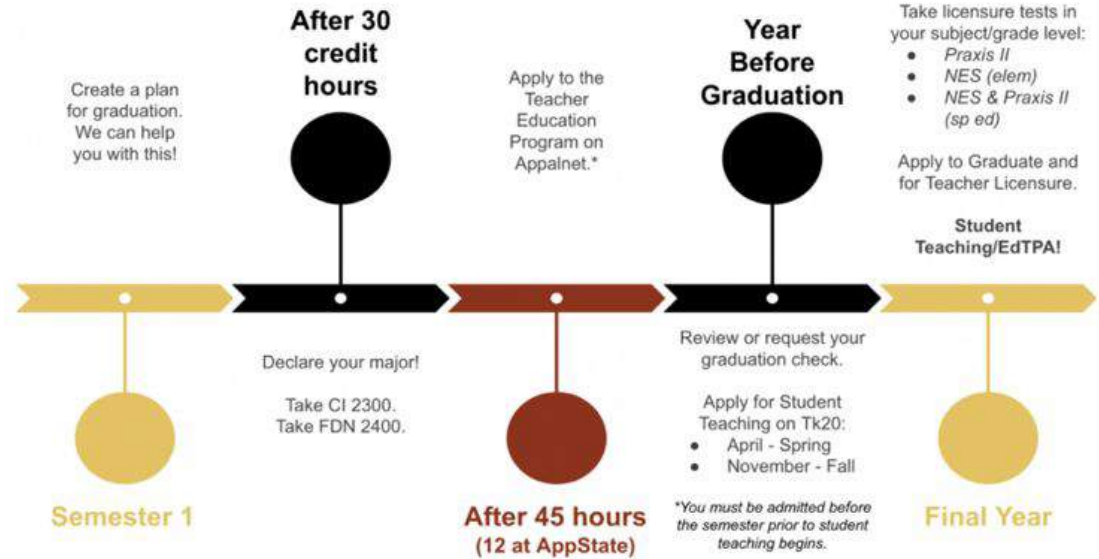 Create a plan
for graduation.
We can help
you with this!
Semester 1
After 30
credit
hours
Declare your major!
Take CI 2300.
Take FDN 2400.
Apply to the
Teacher
Education
Program on
Appalnet.*
After 45 hours
(12 at AppState)
Year
Before
Graduation
Review or request your
graduation check.
Apply for Student
Teaching on Tk20:
● April - Spring
● November - Fall
*You must be admitted before
the semester prior to student
teaching begins.
Take licensure tests in
your subject/grade level:
● Praxis II
● NES (elem)
● NES & Praxis II
(sp ed)
Apply to Graduate and
for Teacher Licensure.
Student
Teaching/EdTPA!
Final Year